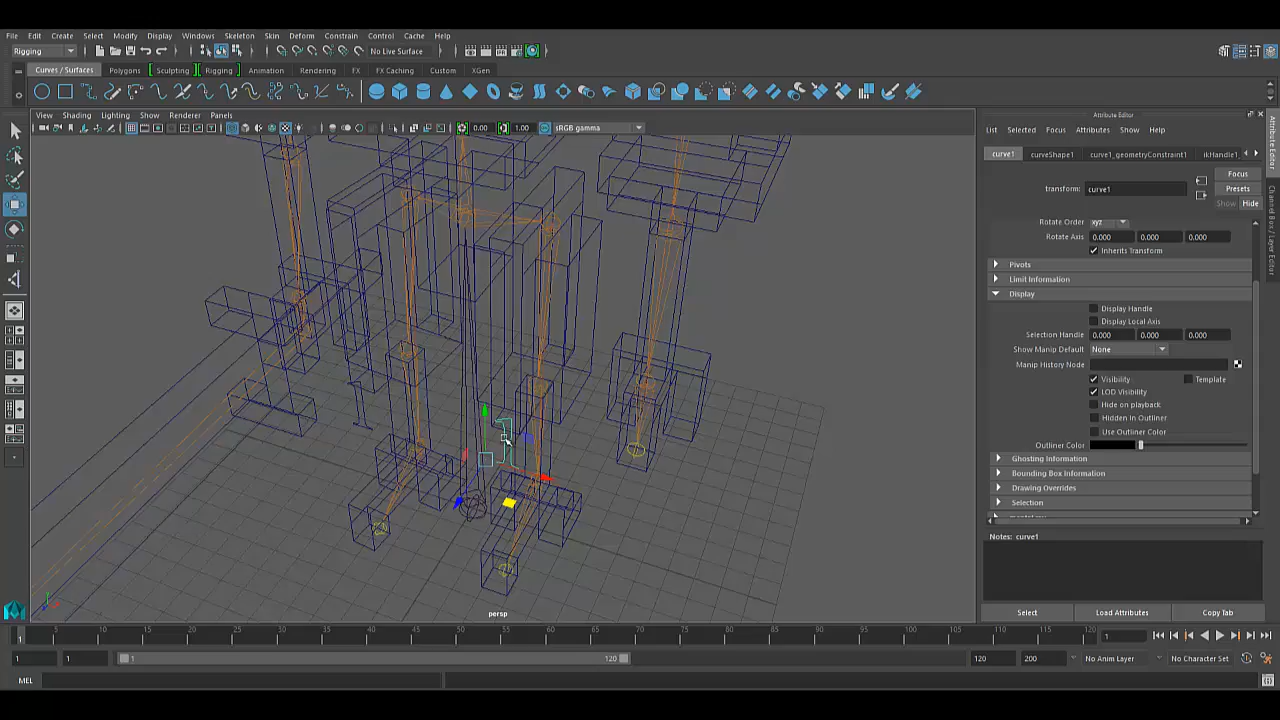 File Edit Create Select Modify Display Windows Skeleton Skin Deform Constrain Control Cache Help
Rigging No Live Surface
Curves / Surfaces Polygons Sculpting Rigging Animation Rendering FX FX Caching Custom XGen
View Shading Lighting Show Renderer Panels
0.00 1.00 sRGB gamma
Attribute Editor
List Selected Focus Attributes Show Help
curve1 curveShape1 curve1_geometryConstraint1 ikHandle1
Focus
transform: curve1 Presets
Show Hide
Rotate Order xyz
Rotate Axis 0.000 0.000 0.000
Inherits Transform
Pivots
Limit Information
Display
Display Handle
Display Local Axis
Selection Handle 0.000 0.000 0.000
Show Manip Default None
Manip History Node
Visibility Template
LOD Visibility
Hide on playback
Hidden in Outliner
Use Outliner Color
Outliner Color
Ghosting Information
Bounding Box Information
Drawing Overrides
Selection
Notes: curve1
Select Load Attributes Copy Tab
Attribute Editor
Channel Box / Layer Editor
persp
1 5 10 15 20 25 30 35 40 45 50 55 60 65 70 75 80 85 90 95 100 105 110 115 120 1
1 1 1 120 120 200 No Anim Layer No Character Set
MEL